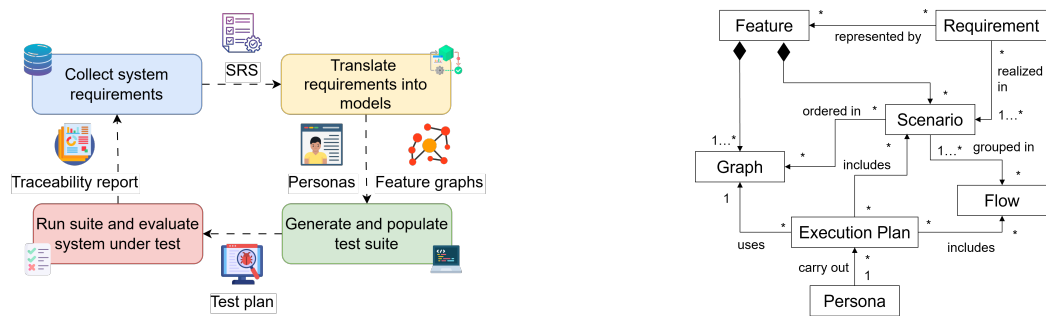 SRS
Collect system
requirements
Translate
requirements into
models
Personas
Feature graphs
Traceability report
Run suite and evaluate
system under test
Generate and populate
test suite
Test plan
Feature
*
*
Requirement
represented by
*
realized
in
*
ordered in
*
*
Scenario
1...*
1...*
*
1...*
grouped in
Graph
*
includes
*
1
*
Flow
uses
*
Execution Plan
*
*
includes
carry out
*
1
Persona